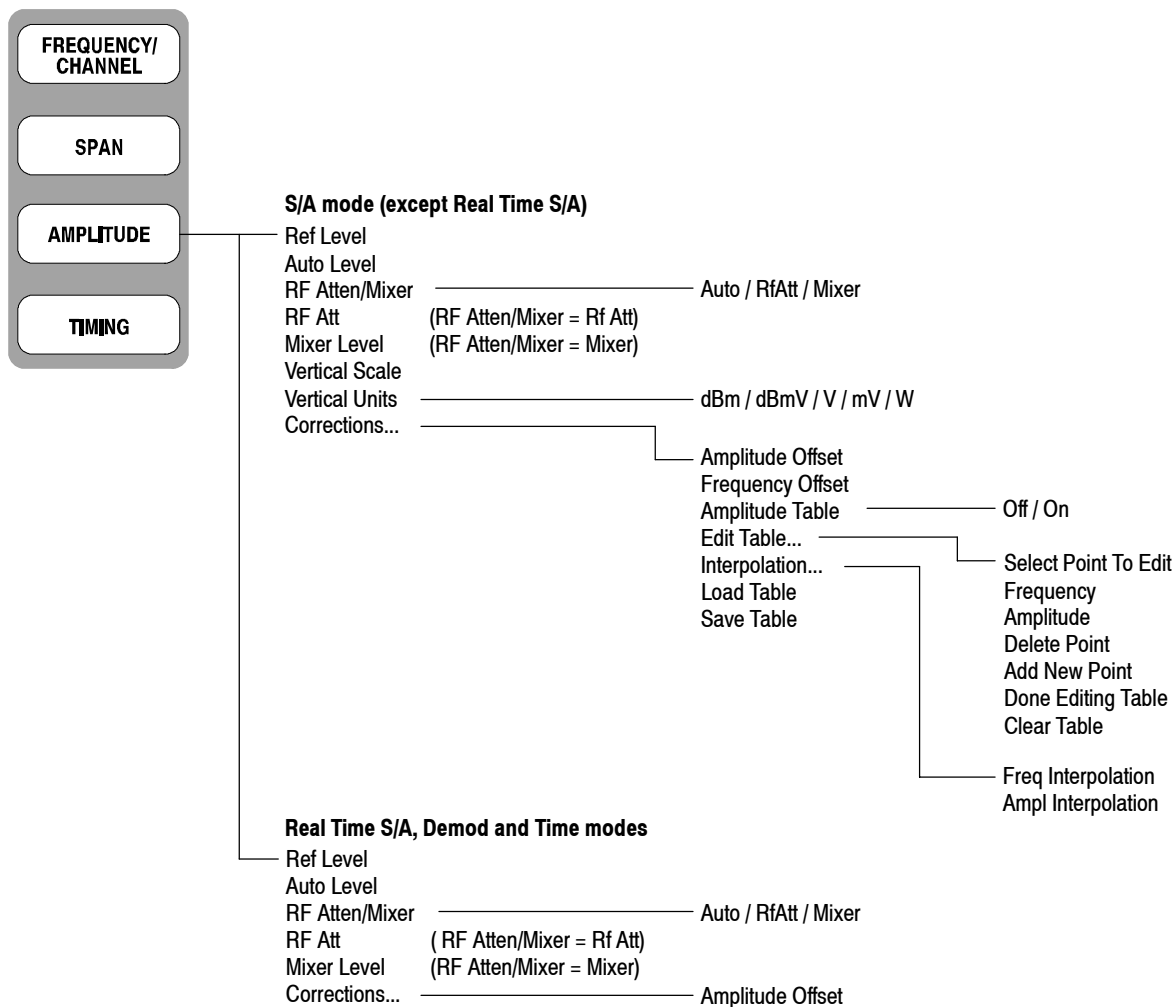 FREQUENCY/
CHANNEL
SPAN
AMPLITUDE
TIMING
S/A mode (except Real Time S/A)
Ref Level
Auto Level
RF Atten/Mixer Auto / RfAtt / Mixer
RF Att (RF Atten/Mixer = Rf Att)
Mixer Level (RF Atten/Mixer = Mixer)
Vertical Scale
Vertical Units dBm / dBmV / V / mV / W
Corrections...
Amplitude Offset
Frequency Offset
Amplitude Table Off / On
Edit Table...
Interpolation...
Load Table
Save Table
Select Point To Edit
Frequency
Amplitude
Delete Point
Add New Point
Done Editing Table
Clear Table
Freq Interpolation
Ampl Interpolation
Real Time S/A, Demod and Time modes
Ref Level
Auto Level
RF Atten/Mixer Auto / RfAtt / Mixer
RF Att ( RF Atten/Mixer = Rf Att)
Mixer Level (RF Atten/Mixer = Mixer)
Corrections... Amplitude Offset